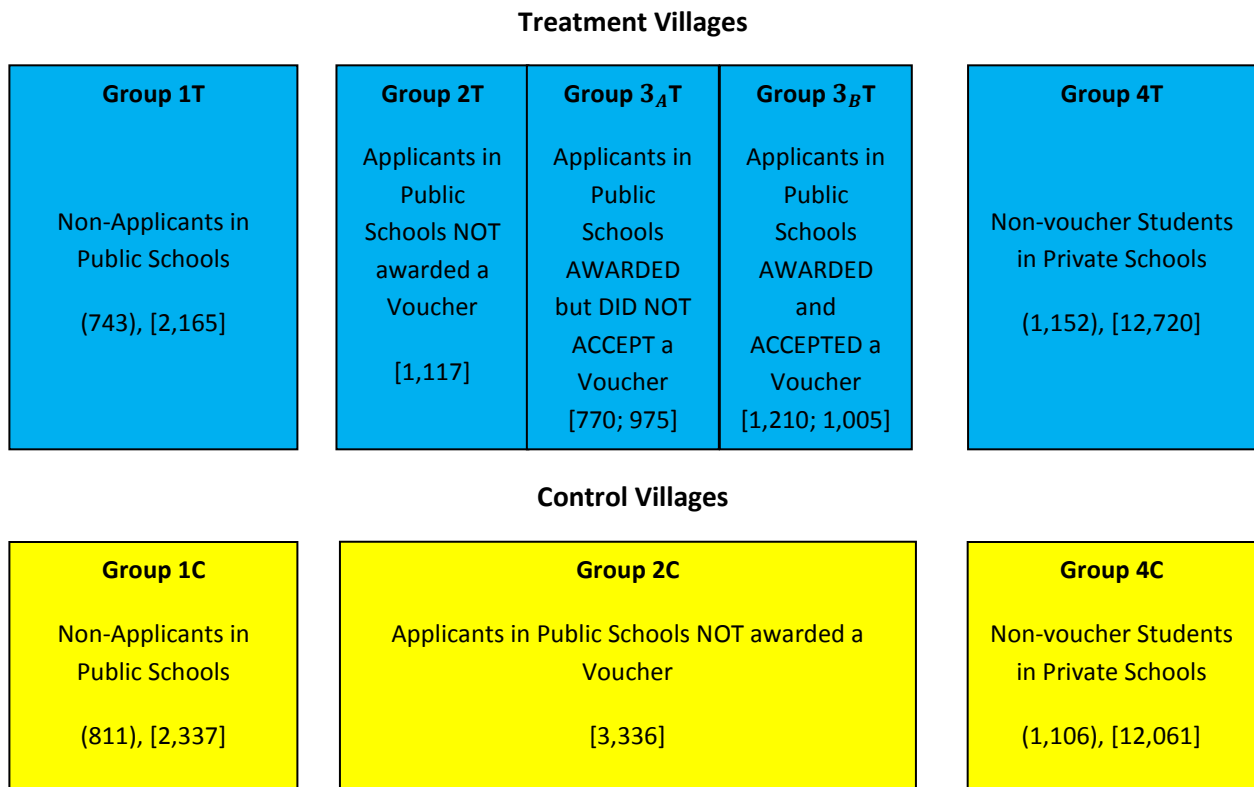 Treatment Villages
Group 1T
Non-Applicants in
Public Schools
(743), [2,165]
Group 2T
Applicants in
Public
Schools NOT
awarded a
Voucher
[1,117]
Group 3_A T
Applicants in
Public
Schools
AWARDED
but DID NOT
ACCEPT a
Voucher
[770; 975]
Group 3_B T
Applicants in
Public
Schools
AWARDED
and
ACCEPTED a
Voucher
[1,210; 1,005]
Group 4T
Non-voucher Students
in Private Schools
(1,152), [12,720]
Control Villages
Group 1C
Non-Applicants in
Public Schools
(811), [2,337]
Group 2C
Applicants in Public Schools NOT awarded a
Voucher
[3,336]
Group 4C
Non-voucher Students
in Private Schools
(1,106), [12,061]